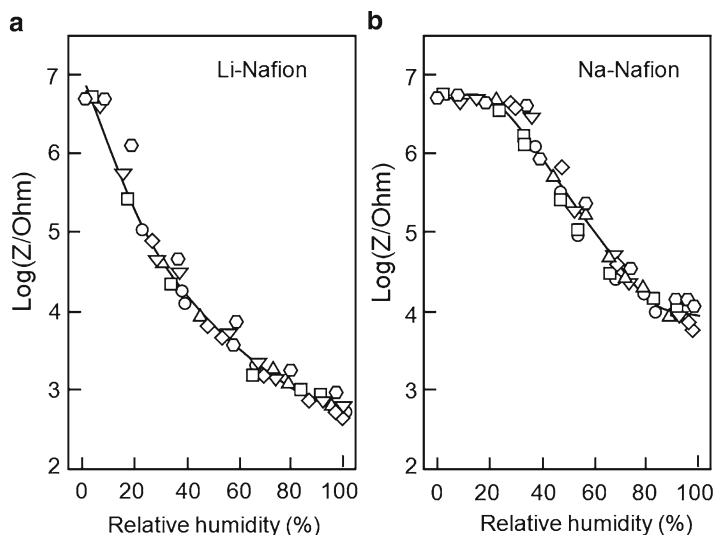 a
Li-Nafion
Log(Z/Ohm)
7
6
5
4
3
2
0 20 40 60 80 100
Relative humidity (%)
b
Na-Nafion
Log(Z/Ohm)
7
6
5
4
3
2
0 20 40 60 80 100
Relative humidity (%)